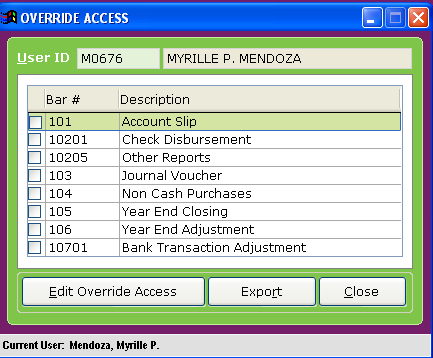 OVERRIDE ACCESS
User ID M0676 MYRILLE P. MENDOZA
Bar # Description
101 Account Slip
10201 Check Disbursement
10205 Other Reports
103 Journal Voucher
104 Non Cash Purchases
105 Year End Closing
106 Year End Adjustment
10701 Bank Transaction Adjustment
Edit Override Access Export Close
Current User: Mendoza, Myrille P.